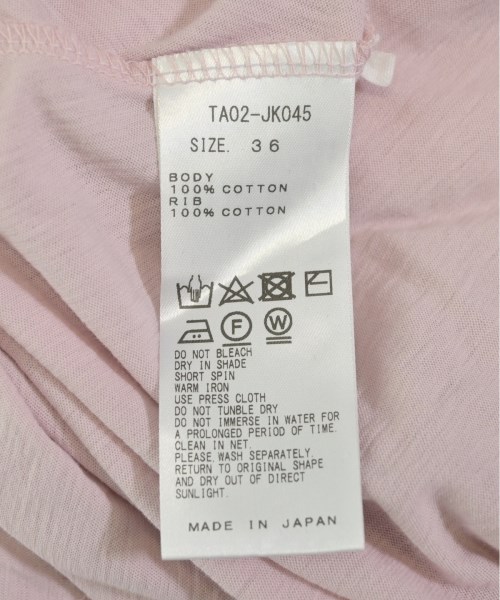 TA02-JK045
SIZE. 36
BODY
100% COTTON
RIB
100% COTTON
F W
DO NOT BLEACH
DRY IN SHADE
SHORT SPIN
WARM IRON
USE PRESS CLOTH
DO NOT TUNBLE DRY
DO NOT IMMERSE IN WATER FOR
A PROLONGED PERIOD OF TIME.
CLEAN IN NET.
PLEASE WASH SEPARATELY.
RETURN TO ORIGINAL SHAPE
AND DRY OUT OF DIRECT
SUNLIGHT.
MADE IN JAPAN